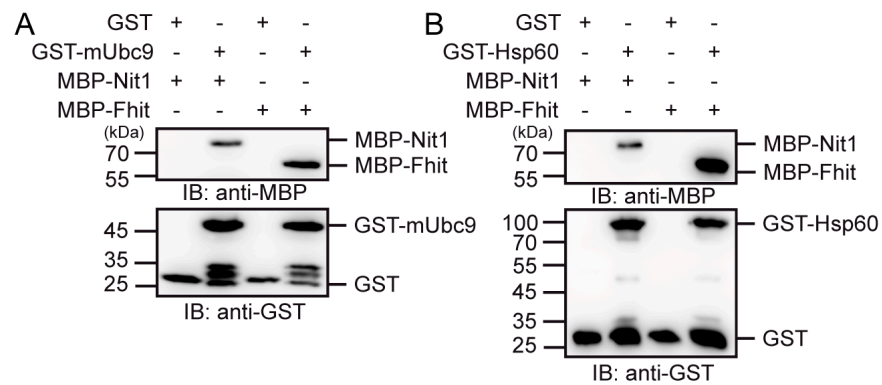 A
GST + - + -
GST-mUbc9 - + - +
MBP-Nit1 + + - -
MBP-Fhit - - + +
(kDa)
70
55
MBP-Nit1
MBP-Fhit
IB: anti-MBP
45
35
25
GST-mUbc9
GST
IB: anti-GST
B
GST + - + -
GST-Hsp60 - + - +
MBP-Nit1 + + - -
MBP-Fhit - - + +
(kDa)
70
55
MBP-Nit1
MBP-Fhit
IB: anti-MBP
100
70
55
45
35
25
GST-Hsp60
GST
IB: anti-GST